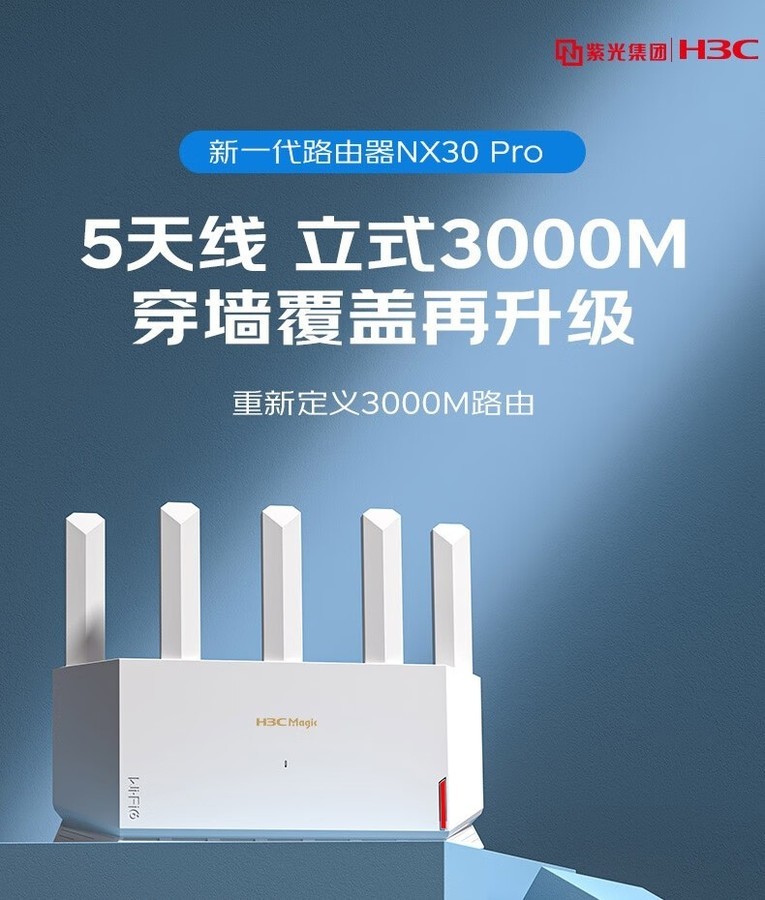 紫光集团 H3C
新一代路由器NX30 Pro
5天线 立式3000M
穿墙覆盖再升级
重新定义3000M路由
H3C Magic
Wi-Fi6